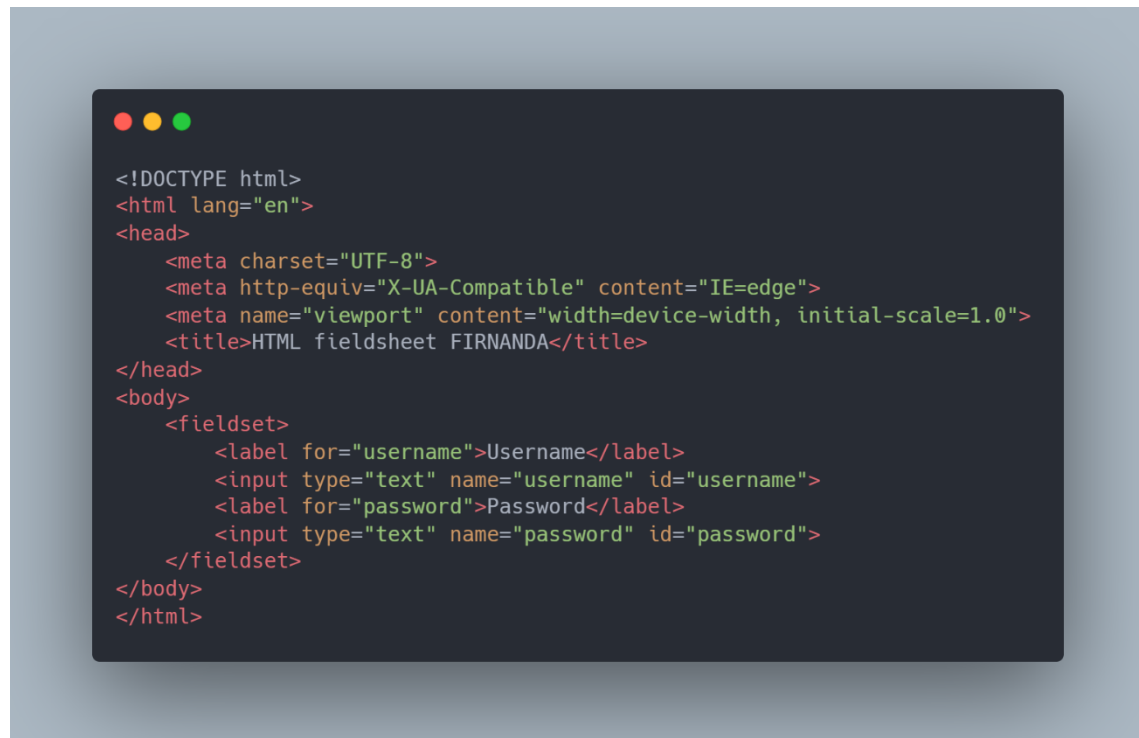 <!DOCTYPE html>
<html lang="en">
<head>
    <meta charset="UTF-8">
    <meta http-equiv="X-UA-Compatible" content="IE=edge">
    <meta name="viewport" content="width=device-width, initial-scale=1.0">
    <title>HTML fieldsheet FIRNANDA</title>
</head>
<body>
    <fieldset>
        <label for="username">Username</label>
        <input type="text" name="username" id="username">
        <label for="password">Password</label>
        <input type="text" name="password" id="password">
    </fieldset>
</body>
</html>